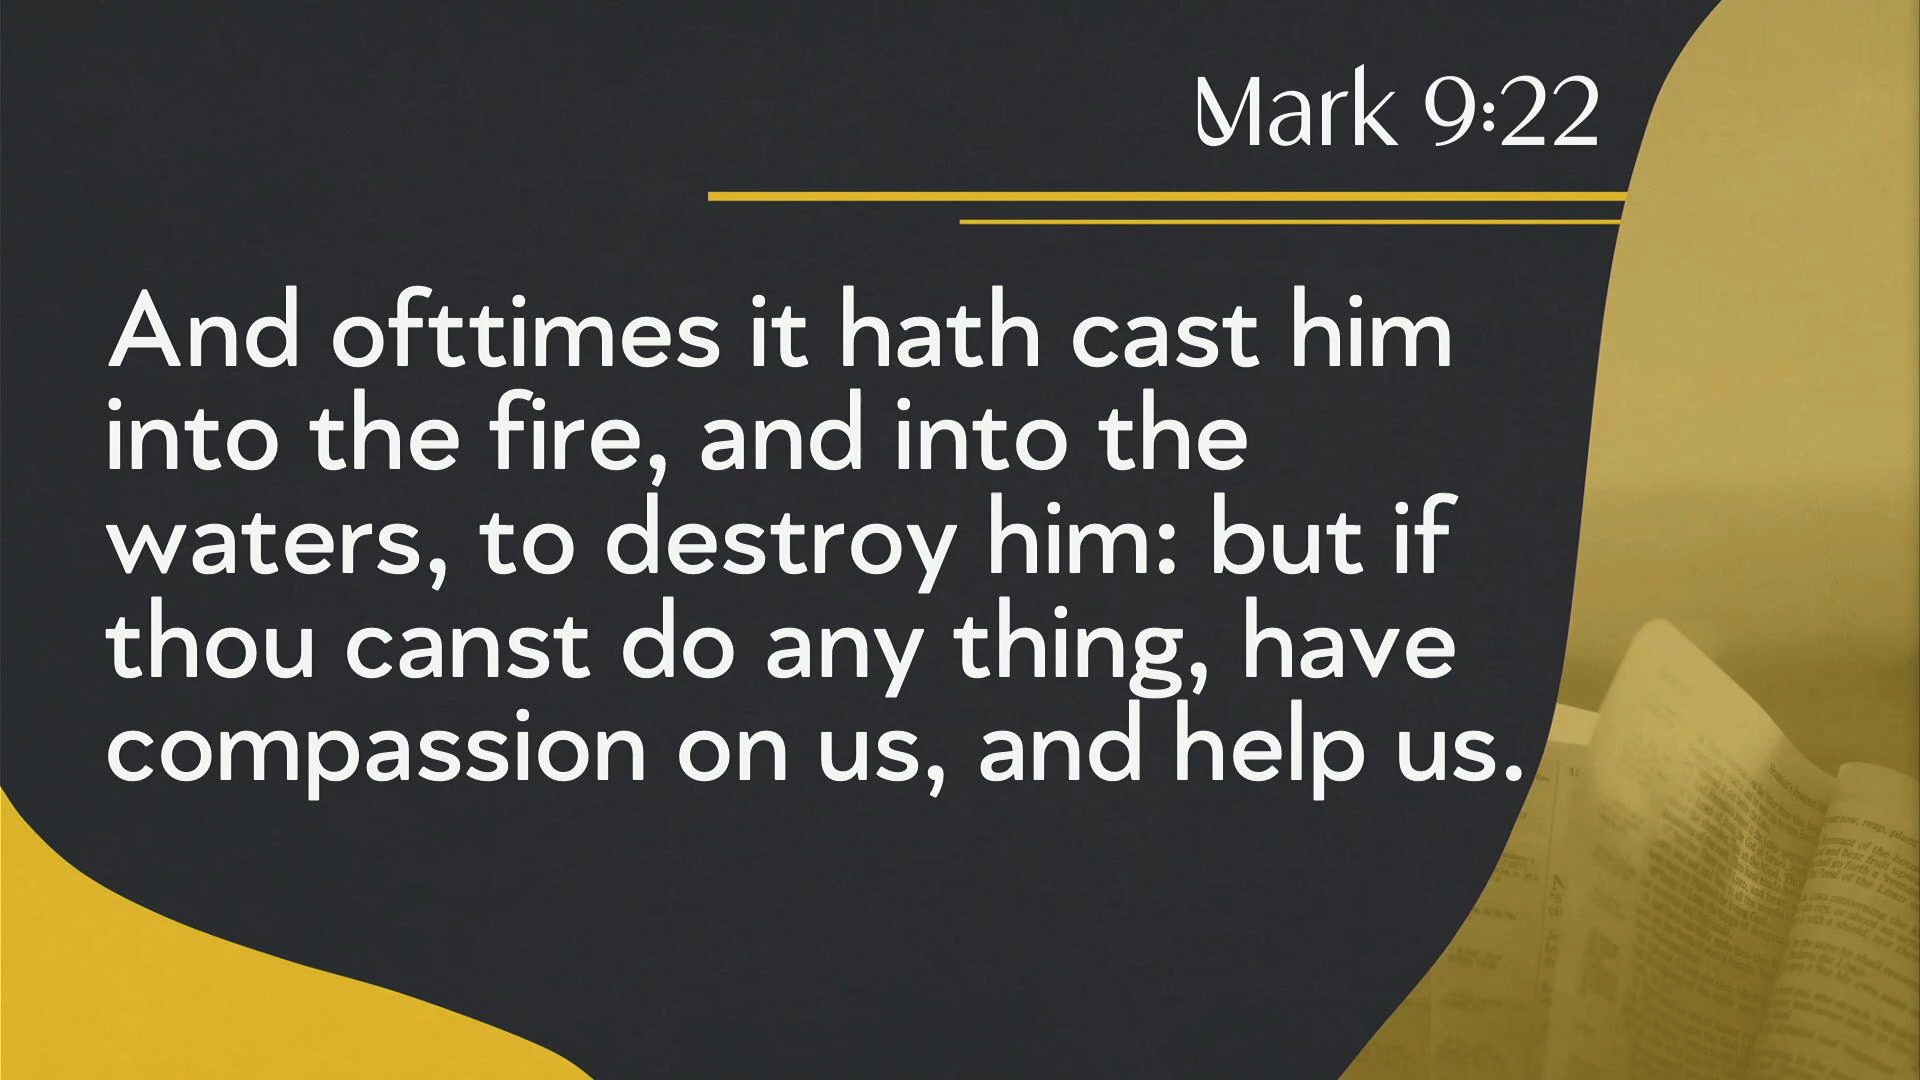 Mark 9:22
And ofttimes it hath cast him
into the fire, and into the
waters, to destroy him: but if
thou canst do any thing, have
compassion on us, and help us.